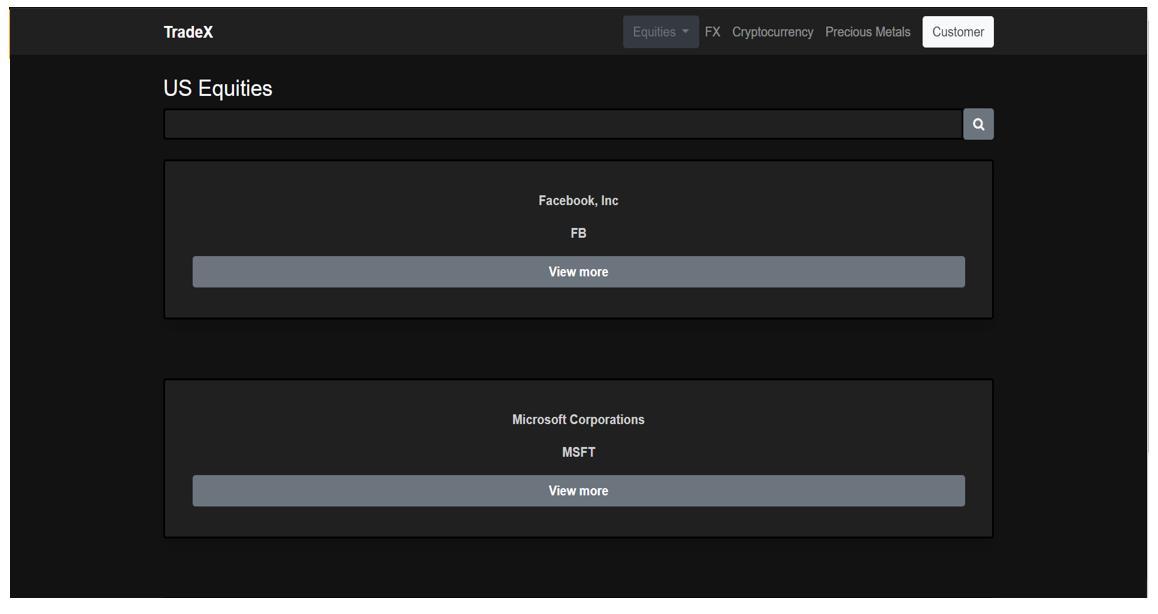 TradeX Equities FX Cryptocurrency Precious Metals Customer
US Equities
Facebook, Inc
FB
View more
Microsoft Corporations
MSFT
View more